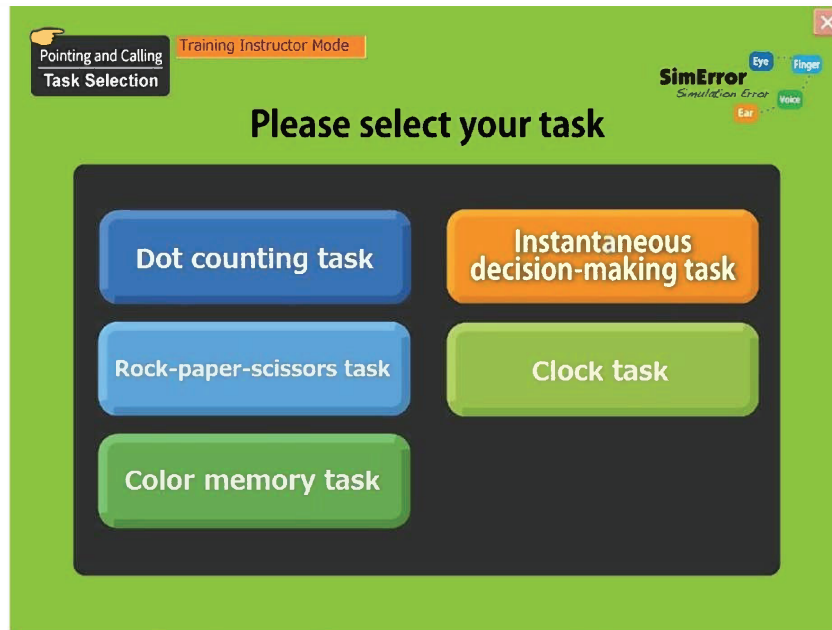 Pointing and Calling
Task Selection
Training Instructor Mode
SimError
Simulation Error
Eye
Finger
Voice
Ear
Please select your task
Dot counting task
Instantaneous
decision-making task
Rock-paper-scissors task
Clock task
Color memory task